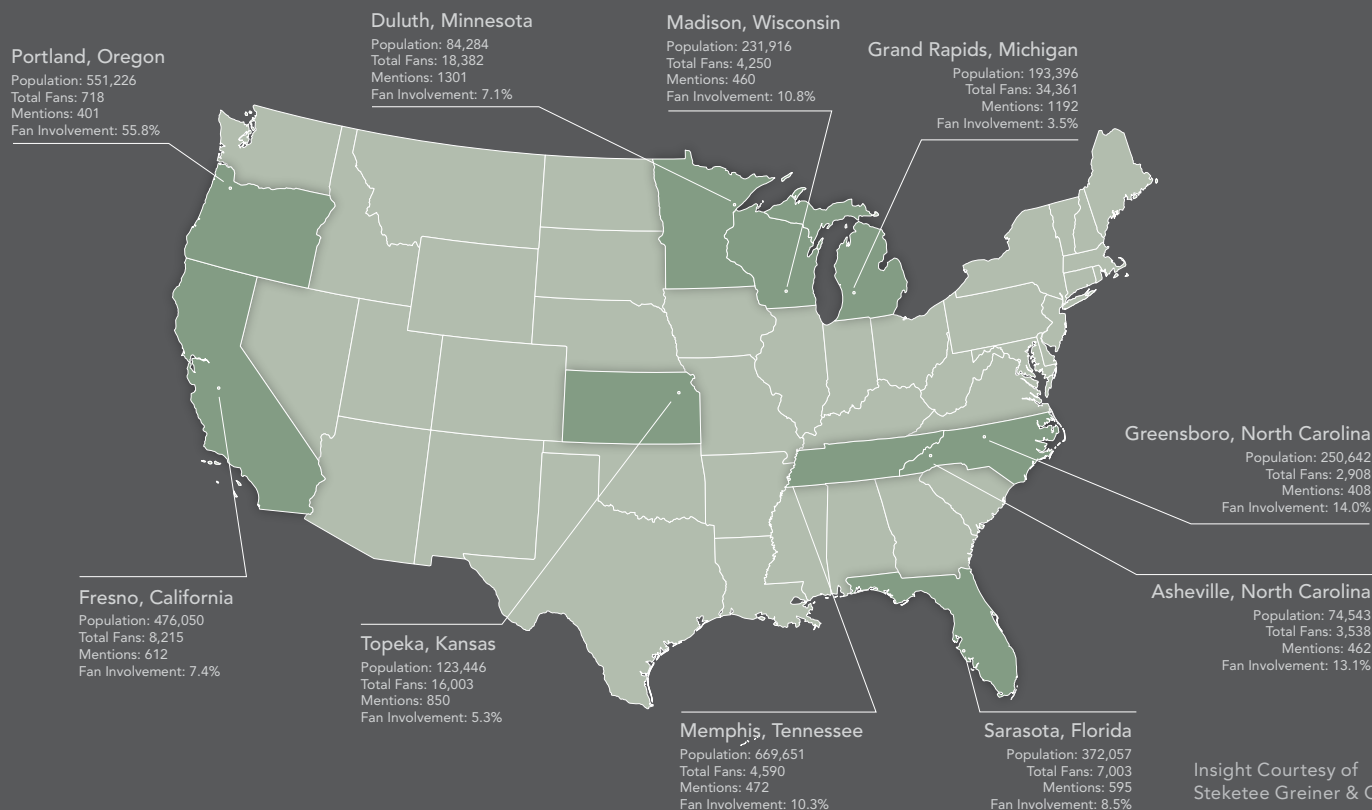 Duluth, Minnesota
Population: 84,284
Total Fans: 18,382
Mentions: 1301
Fan Involvement: 7.1%
Madison, Wisconsin
Population: 231,916
Total Fans: 4,250
Mentions: 460
Fan Involvement: 10.8%
Grand Rapids, Michigan
Population: 193,396
Total Fans: 34,361
Mentions: 1192
Fan Involvement: 3.5%
Portland, Oregon
Population: 551,226
Total Fans: 718
Mentions: 401
Fan Involvement: 55.8%
Greensboro, North Carolina
Population: 250,642
Total Fans: 2,908
Mentions: 408
Fan Involvement: 14.0%
Asheville, North Carolina
Population: 74,543
Total Fans: 3,538
Mentions: 462
Fan Involvement: 13.1%
Fresno, California
Population: 476,050
Total Fans: 8,215
Mentions: 612
Fan Involvement: 7.4%
Topeka, Kansas
Population: 123,446
Total Fans: 16,003
Mentions: 850
Fan Involvement: 5.3%
Memphis, Tennessee
Population: 669,651
Total Fans: 4,590
Mentions: 472
Fan Involvement: 10.3%
Sarasota, Florida
Population: 372,057
Total Fans: 7,003
Mentions: 595
Fan Involvement: 8.5%
Insight Courtesy of
Steketee Greiner &